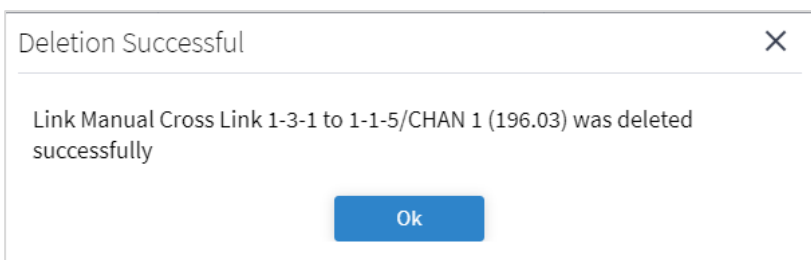 Deletion Successful
Link Manual Cross Link 1-3-1 to 1-1-5/CHAN 1 (196.03) was deleted
successfully
Ok